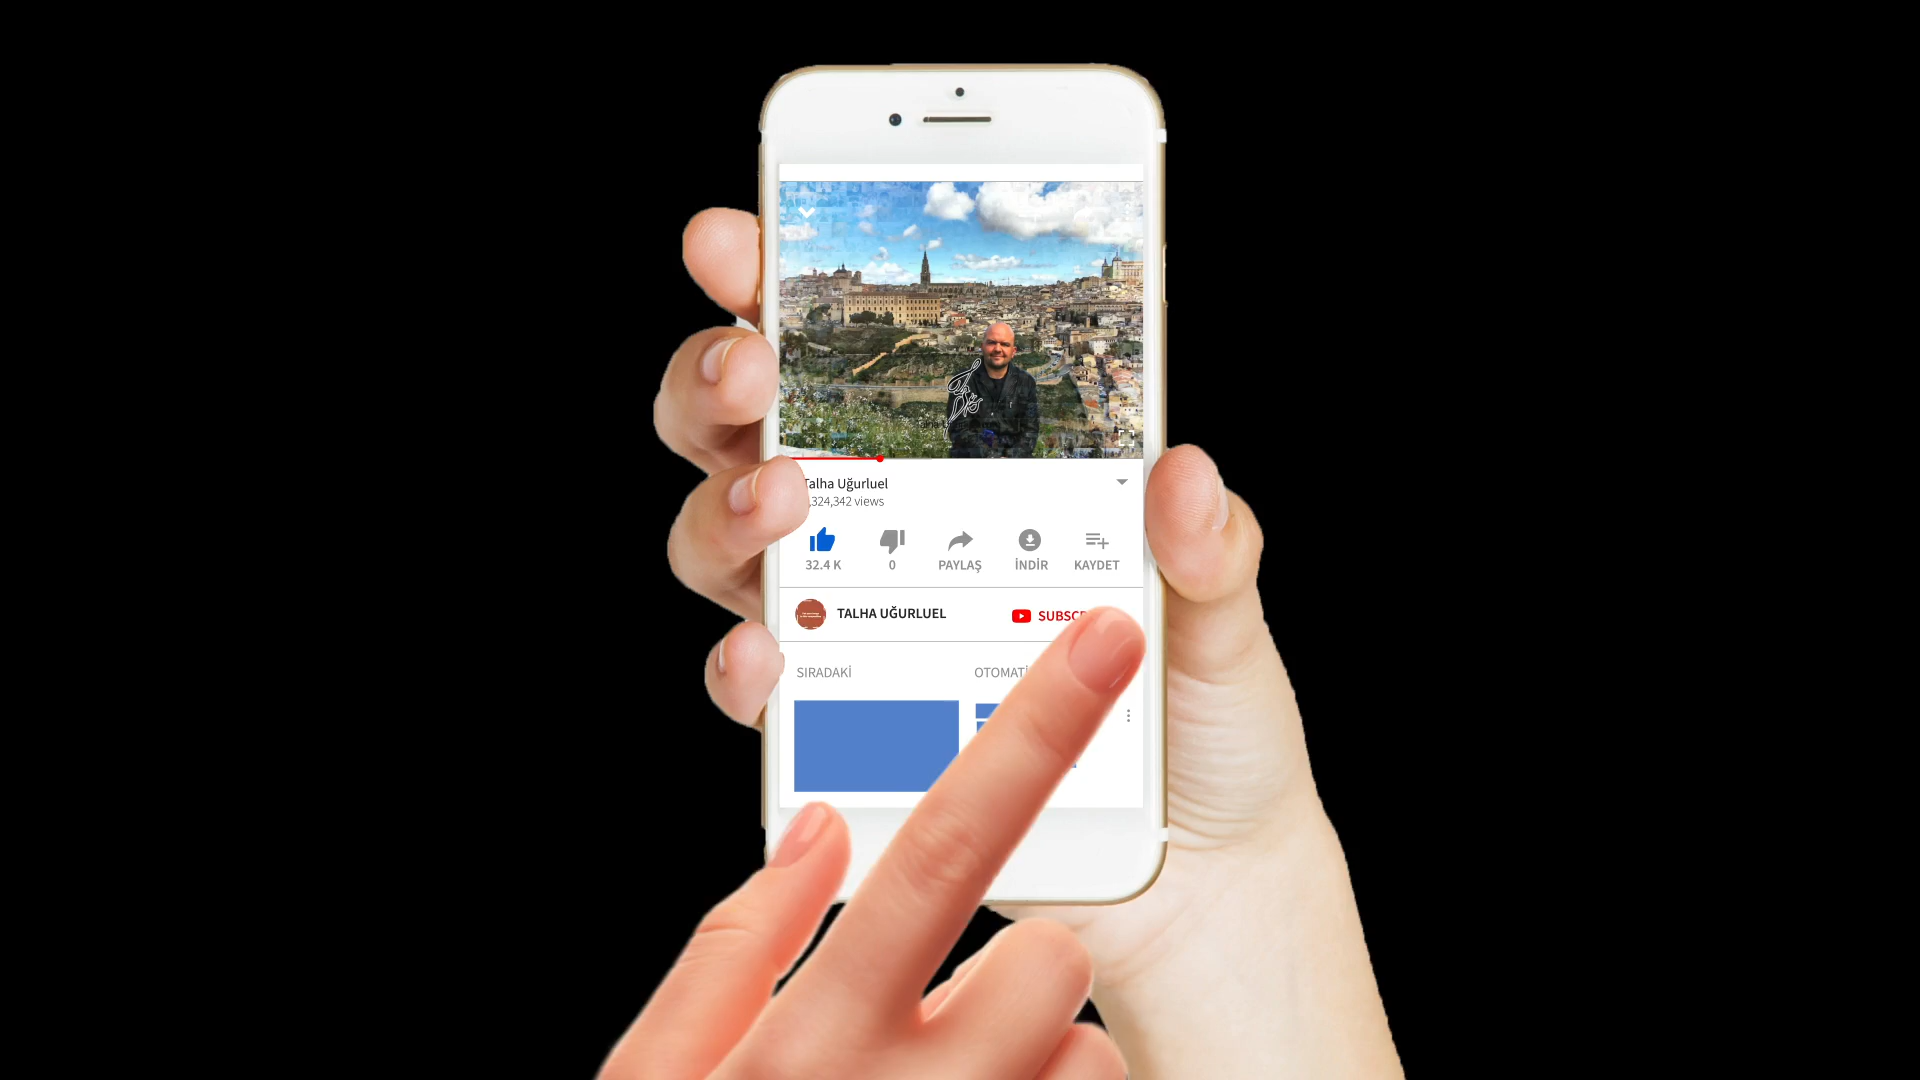 Talha Uğurluel
,324,342 views
32.4 K
0
PAYLAŞ
İNDİR
KAYDET
TALHA UĞURLUEL
SIRADAKİ